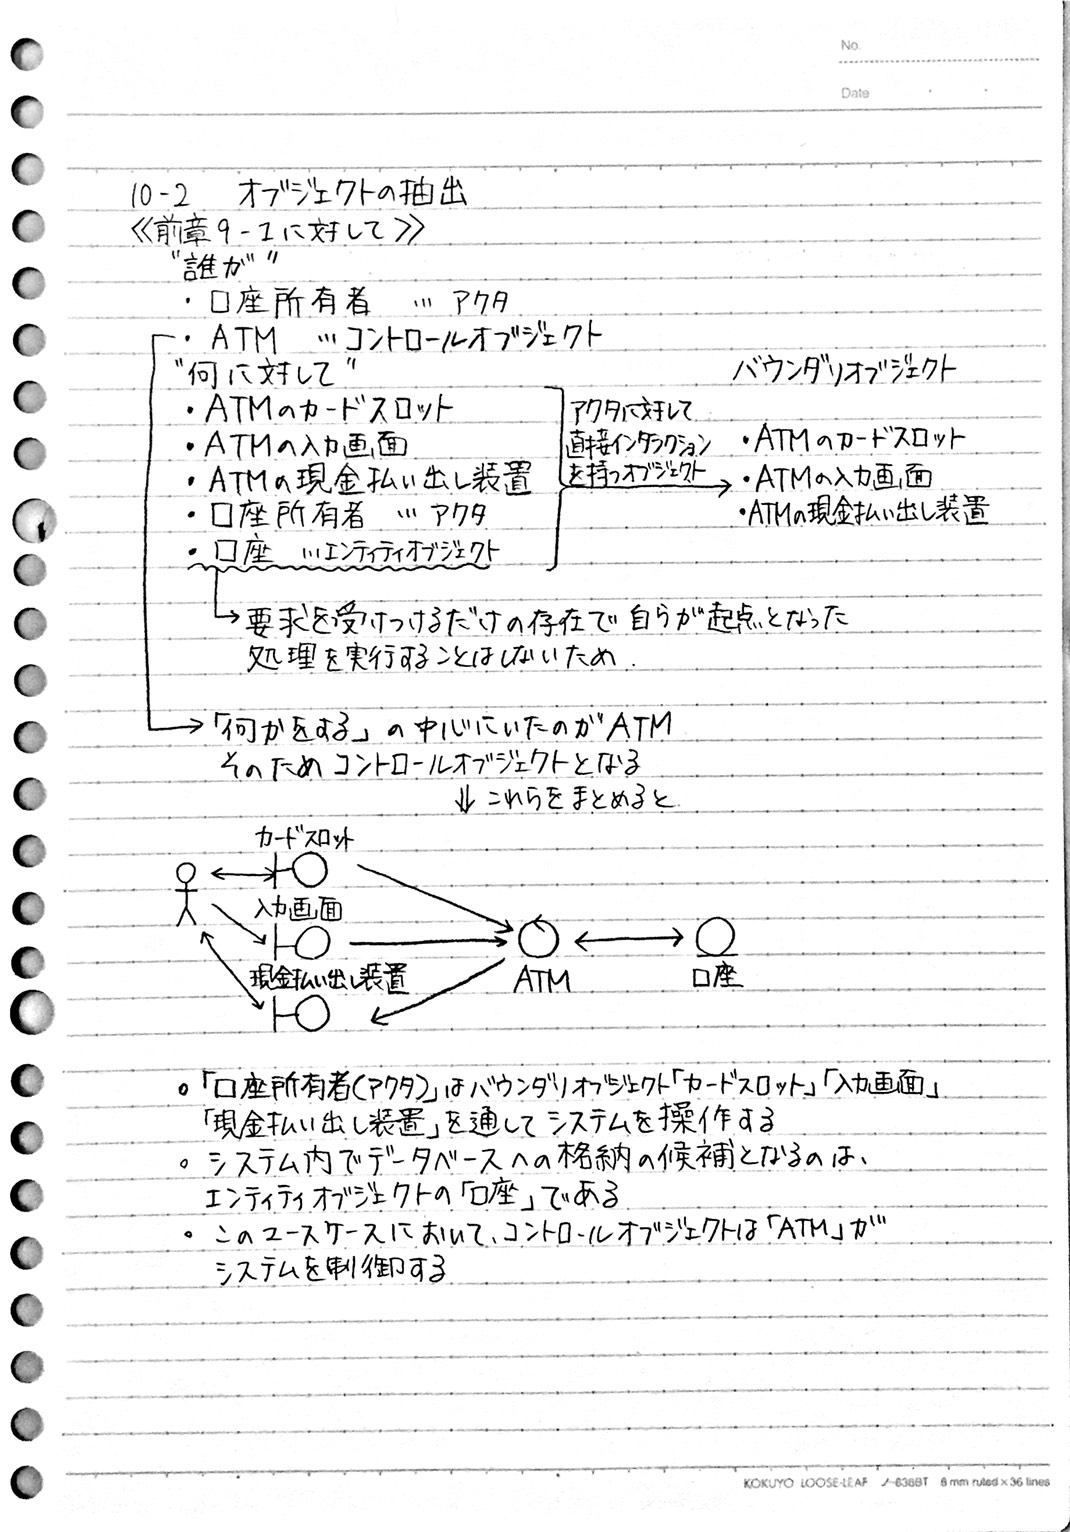 No.
Date
10-2 オブジェクトの抽出
≪前章9-1に対して≫
"誰が"
・口座所有者 … アクタ
・ATM … コントロールオブジェクト
"何に対して"
・ATMのカードスロット
・ATMの入力画面
・ATMの現金払い出し装置
・口座所有者 … アクタ
・口座 … エンティティオブジェクト
アクタに対して
直接インタラクション
を持つオブジェクト
バウンダリオブジェクト
・ATMのカードスロット
・ATMの入力画面
・ATMの現金払い出し装置
要求を受けつけるだけの存在で自らが起点となった
処理を実行することはしないため.
「何かをする」の中心にいたのがATM
そのためコントロールオブジェクトとなる
⇓ これらをまとめると
カードスロット
入力画面
現金払い出し装置
ATM
口座
。「口座所有者(アクタ)」はバウンダリオブジェクト「カードスロット」「入力画面」
「現金払い出し装置」を通してシステムを操作する
。システム内でデータベースへの格納の候補となるのは、
エンティティオブジェクトの「口座」である
。このユースケースにおいて、コントロールオブジェクトは「ATM」が
システムを制御する
KOKUYO LOOSE-LEAF ノ-836BT 6 mm ruled×36 lines